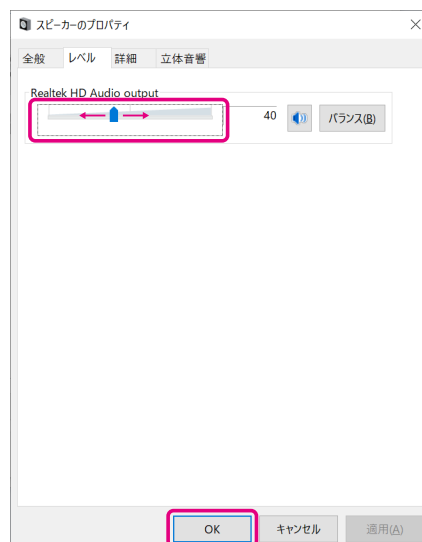 スピーカーのプロパティ
全般 レベル 詳細 立体音響
Realtek HD Audio output
40 バランス(B)
OK キャンセル 適用(A)